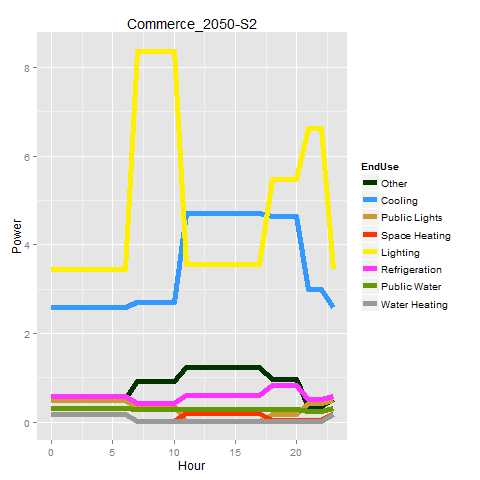 Commerce_2050-S2
8
6
4
2
0
Power
0 5 10 15 20
Hour
EndUse
Other
Cooling
Public Lights
Space Heating
Lighting
Refrigeration
Public Water
Water Heating